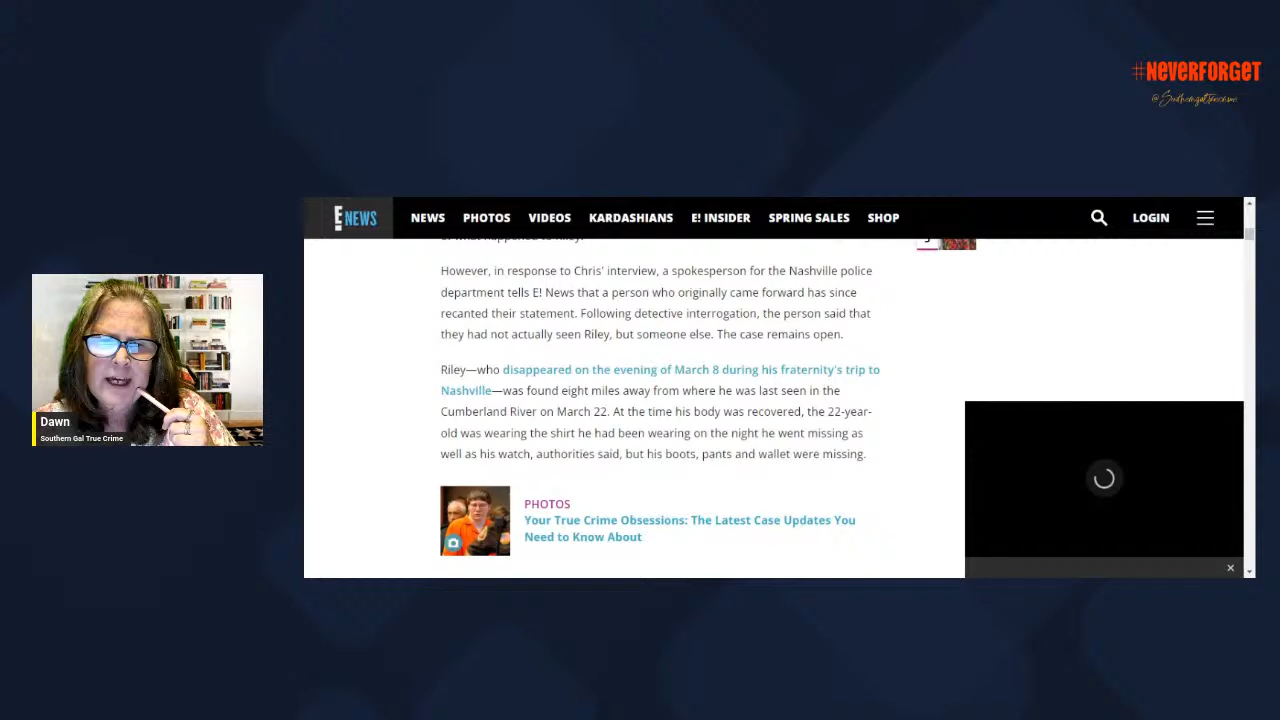 #NEVERFORGET
@Southerngaltruecrime
E! NEWS
NEWS PHOTOS VIDEOS KARDASHIANS E! INSIDER SPRING SALES SHOP LOGIN
However, in response to Chris' interview, a spokesperson for the Nashville police
department tells E! News that a person who originally came forward has since
recanted their statement. Following detective interrogation, the person said that
they had not actually seen Riley, but someone else. The case remains open.
Riley—who disappeared on the evening of March 8 during his fraternity's trip to
Nashville—was found eight miles away from where he was last seen in the
Cumberland River on March 22. At the time his body was recovered, the 22-year-
old was wearing the shirt he had been wearing on the night he went missing as
well as his watch, authorities said, but his boots, pants and wallet were missing.
PHOTOS
Your True Crime Obsessions: The Latest Case Updates You
Need to Know About
Dawn
Southern Gal True Crime